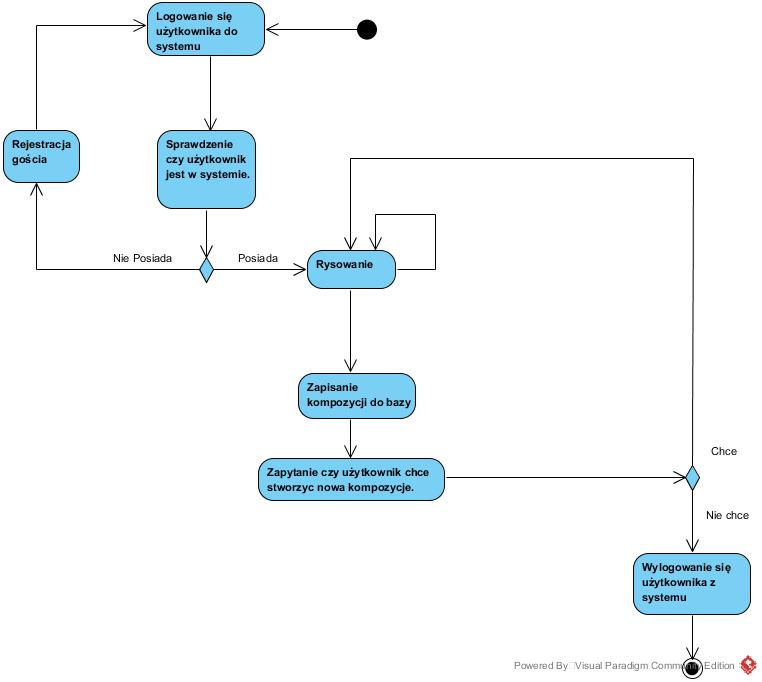 Logowanie się
użytkownika do
systemu
Rejestracja
gościa
Sprawdzenie
czy użytkownik
jest w systemie.
Nie Posiada
Posiada
Rysowanie
Zapisanie
kompozycji do bazy
Zapytanie czy użytkownik chce
stworzyc nowa kompozycje.
Chce
Nie chce
Wylogowanie się
użytkownika z
systemu
Powered By Visual Paradigm Community Edition